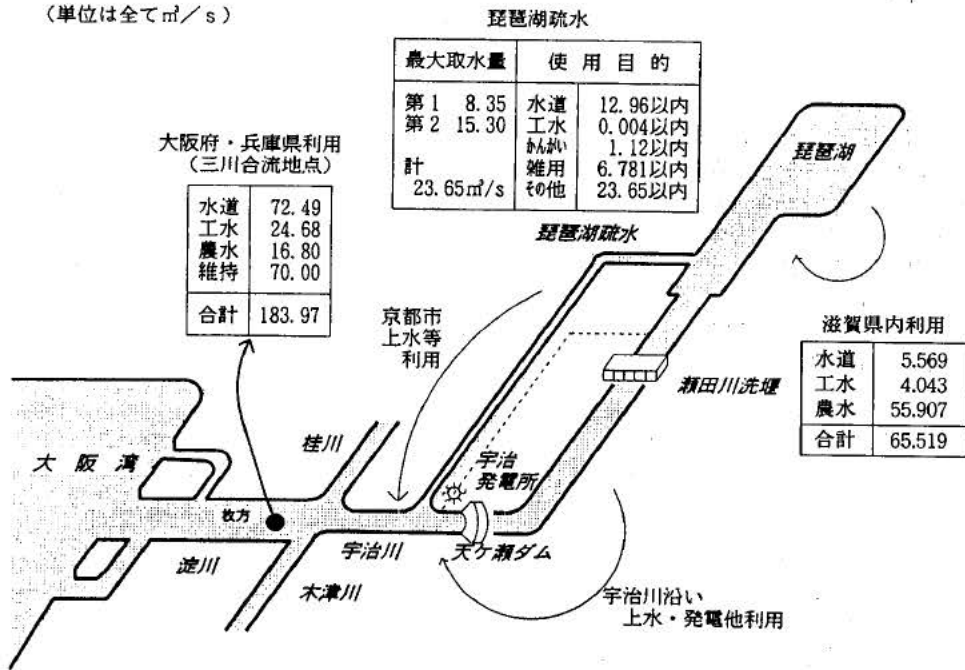 (単位は全て㎥/s)
琵琶湖疏水
最大取水量 使用目的
第1 8.35 水道 12.96以内
第2 15.30 工水 0.004以内
かんがい 1.12以内
計 雑用 6.781以内
23.65㎥/s その他 23.65以内
大阪府・兵庫県利用
(三川合流地点)
水道 72.49
工水 24.68
農水 16.80
維持 70.00
合計 183.97
琵琶湖
琵琶湖疏水
京都市
上水等
利用
滋賀県内利用
水道 5.569
工水 4.043
農水 55.907
合計 65.519
瀬田川洗堰
桂川
宇治
発電所
大阪湾
枚方
淀川
宇治川
天ケ瀬ダム
木津川
宇治川沿い
上水・発電他利用